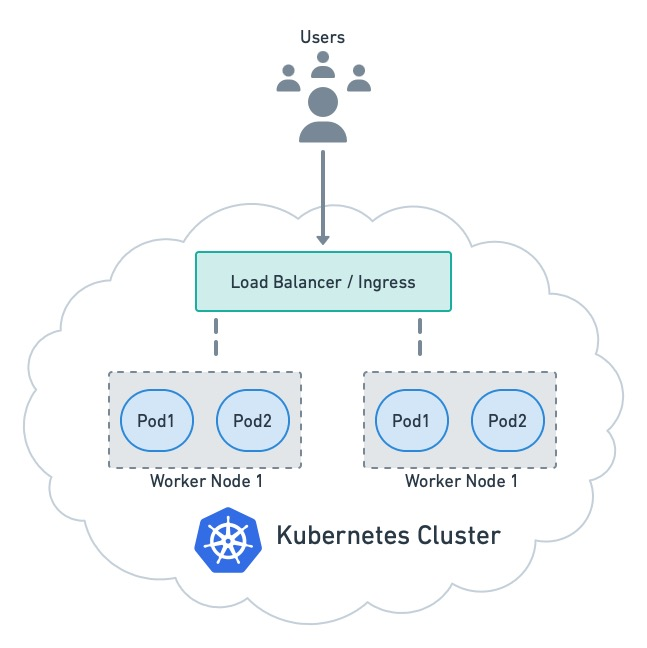 Users
Load Balancer / Ingress
Pod1
Pod2
Pod1
Pod2
Worker Node 1
Worker Node 1
Kubernetes Cluster